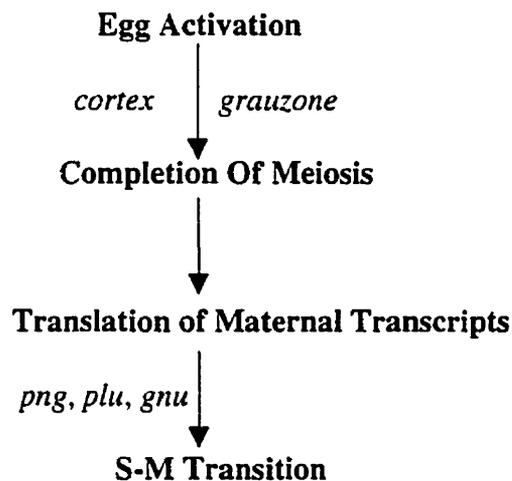 Egg Activation
cortex grauzone
Completion Of Meiosis
Translation of Maternal Transcripts
png, plu, gnu
S-M Transition